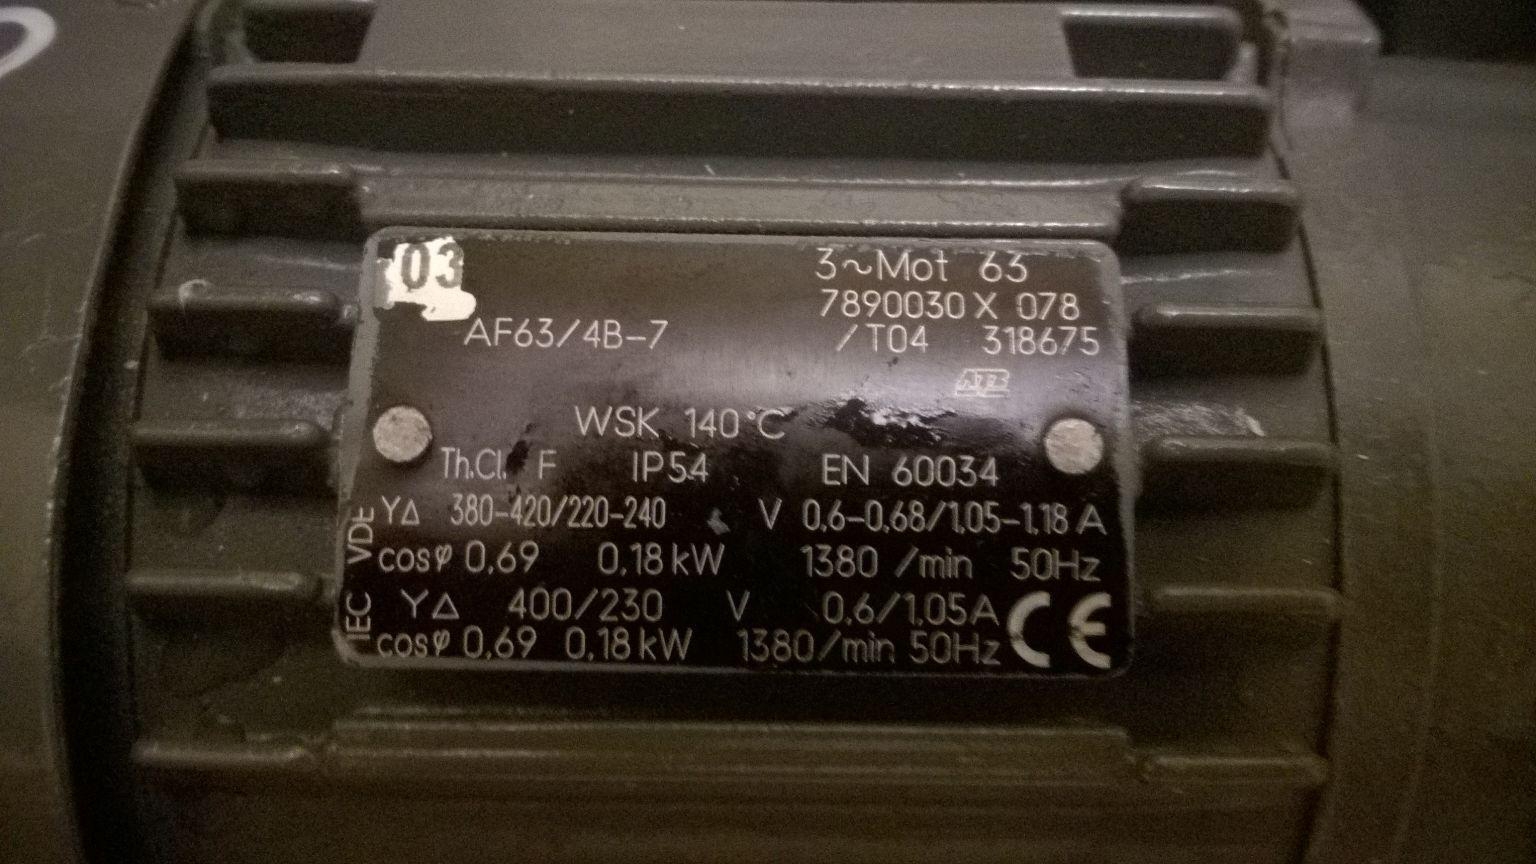 03
3~Mot 63
7890030 X 078
AF63/4B-7
/T04 318675
ATB
WSK 140°C
Th.Cl. F IP54 EN 60034
YΔ 380-420/220-240 V 0,6-0,68/1,05-1,18 A
cosφ 0,69 0,18 kW 1380 /min 50Hz
YΔ 400/230 V 0,6/1,05A
cosφ 0,69 0,18 kW 1380/min 50Hz
CE
IEC VDE